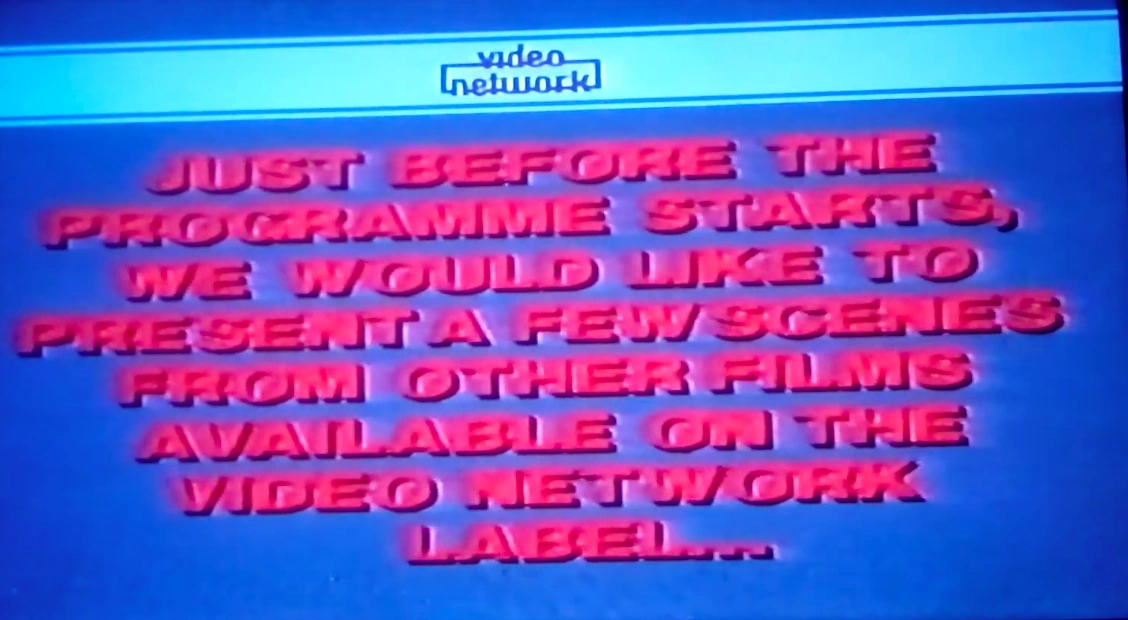 video
network
JUST BEFORE THE
PROGRAMME STARTS,
WE WOULD LIKE TO
PRESENT A FEW SCENES
FROM OTHER FILMS
AVAILABLE ON THE
VIDEO NETWORK
LABEL...